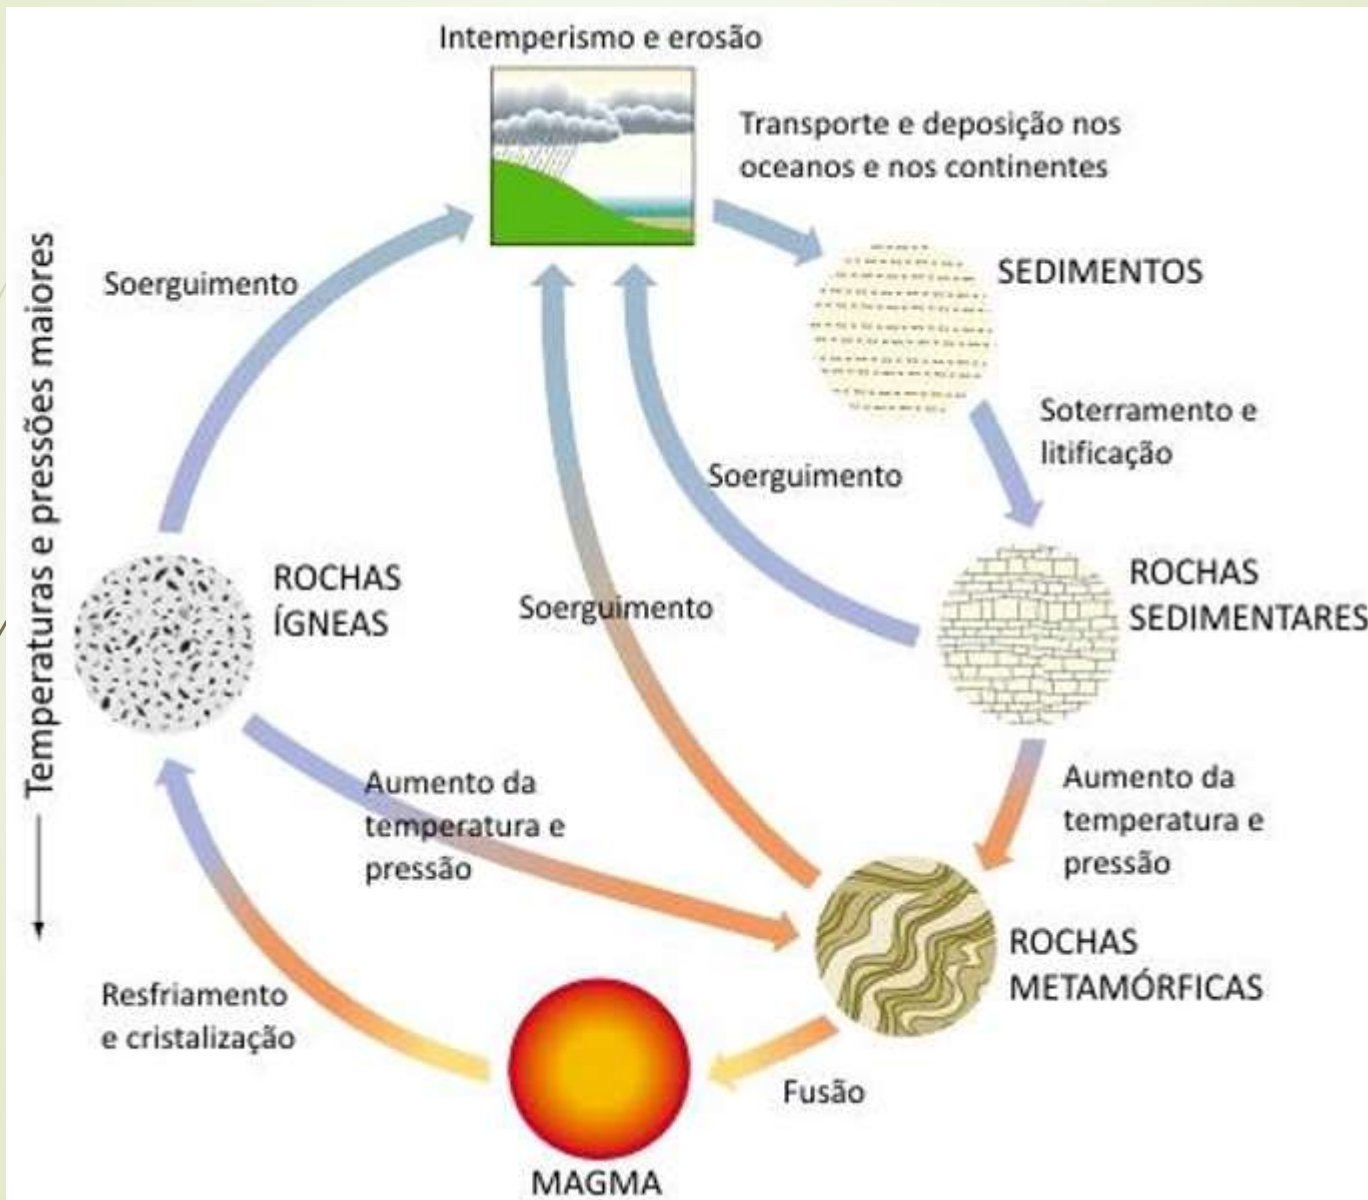 Intemperismo e erosão
Transporte e deposição nos
oceanos e nos continentes
SEDIMENTOS
Soerguimento
Temperaturas e pressões maiores
Soterramento e
litificação
Soerguimento
ROCHAS
SEDIMENTARES
ROCHAS
ÍGNEAS
Soerguimento
Aumento da
temperatura e
pressão
Aumento da
temperatura e
pressão
ROCHAS
METAMÓRFICAS
Resfriamento
e cristalização
Fusão
MAGMA